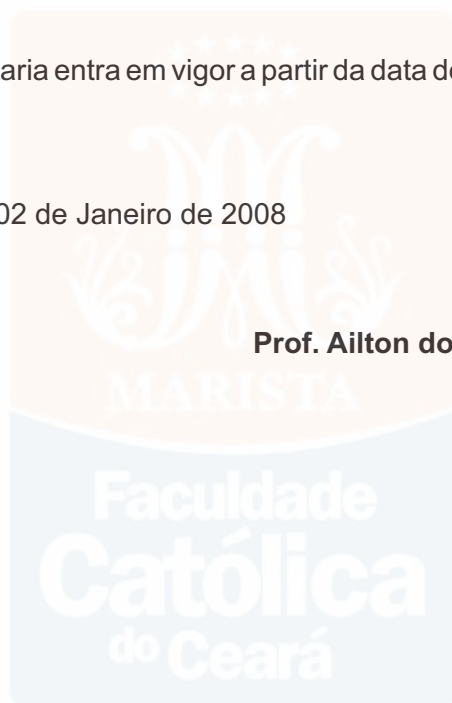 aria entra em vigor a partir da data d
02 de Janeiro de 2008
Prof. Ailton do
MARISTA
Faculdade
Católica
do Ceará